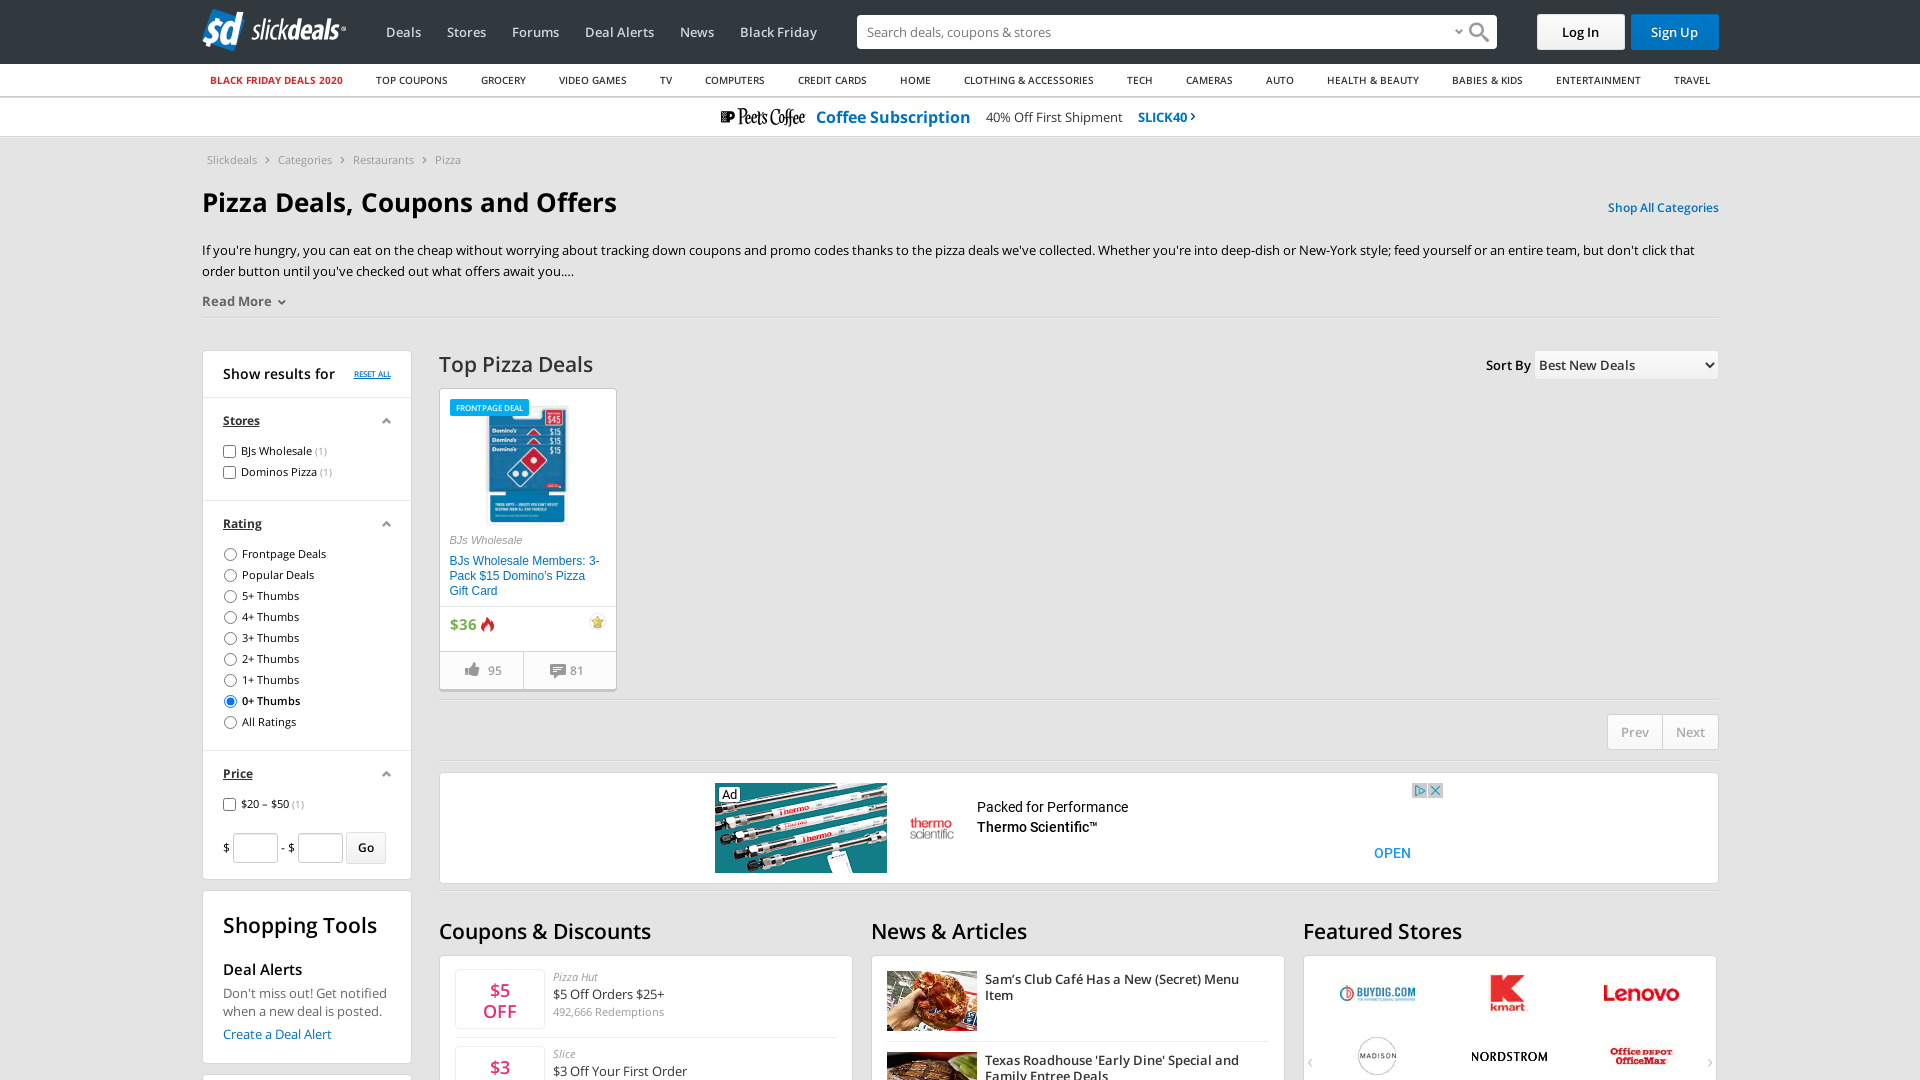 slickdeals
Deals
Stores
Forums
Deal Alerts
News
Black Friday
Search deals, coupons & stores
Log In
Sign Up
BLACK FRIDAY DEALS 2020
TOP COUPONS
GROCERY
VIDEO GAMES
TV
COMPUTERS
CREDIT CARDS
HOME
CLOTHING & ACCESSORIES
TECH
CAMERAS
AUTO
HEALTH & BEAUTY
BABIES & KIDS
ENTERTAINMENT
TRAVEL
Peet's Coffee Coffee Subscription 40% Off First Shipment SLICK40
Slickdeals > Categories > Restaurants > Pizza
Pizza Deals, Coupons and Offers
Shop All Categories
If you're hungry, you can eat on the cheap without worrying about tracking down coupons and promo codes thanks to the pizza deals we've collected. Whether you're into deep-dish or New-York style; feed yourself or an entire team, but don't click that
order button until you've checked out what offers await you....
Read More
Show results for
RESET ALL
Stores
BJs Wholesale (1)
Dominos Pizza (1)
Rating
Frontpage Deals
Popular Deals
5+ Thumbs
4+ Thumbs
3+ Thumbs
2+ Thumbs
1+ Thumbs
0+ Thumbs
All Ratings
Price
$20 – $50 (1)
$ - $ Go
Shopping Tools
Deal Alerts
Don't miss out! Get notified
when a new deal is posted.
Create a Deal Alert
Top Pizza Deals
Sort By Best New Deals
FRONTPAGE DEAL
$45
Domino's $15
$15
Domino's $15
BJs Wholesale
BJs Wholesale Members: 3-
Pack $15 Domino's Pizza
Gift Card
$36
95
81
Prev
Next
Ad
Thermo
Thermo
Thermo
thermo
scientific
Packed for Performance
Thermo Scientific™
OPEN
Coupons & Discounts
$5
OFF
Pizza Hut
$5 Off Orders $25+
492,666 Redemptions
$3
Slice
$3 Off Your First Order
News & Articles
Sam's Club Café Has a New (Secret) Menu
Item
Texas Roadhouse 'Early Dine' Special and
Family Entree Deals
Featured Stores
BUYDIG.COM
kmart
Lenovo
MADISON
NORDSTROM
Office DEPOT
OfficeMax